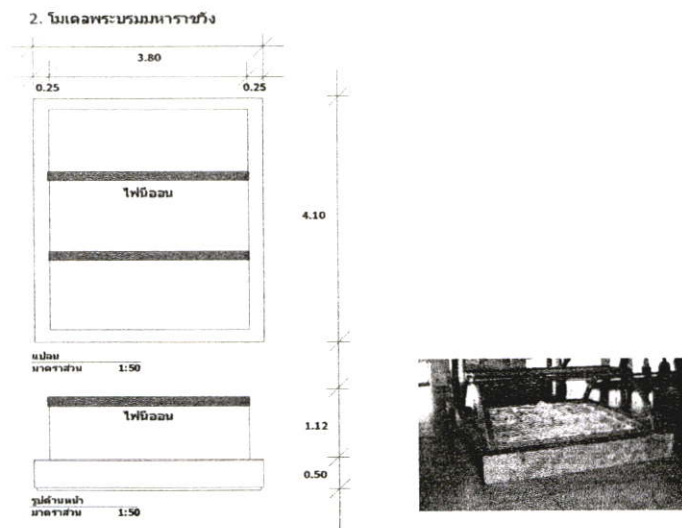 2. โมเดลพระบรมมหาราชวัง
3.80
0.25 0.25
ไฟนีออน
4.10
แปลน
มาตราส่วน 1:50
ไฟนีออน
1.12
0.50
รูปด้านหน้า
มาตราส่วน 1:50